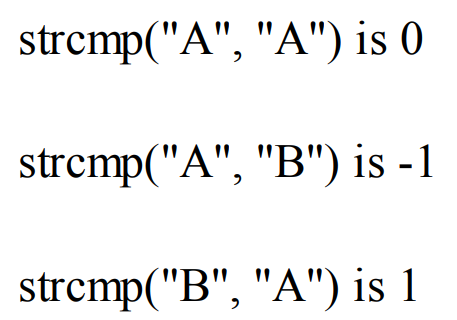 strcmp("A", "A") is 0
strcmp("A", "B") is -1
strcmp("B", "A") is 1